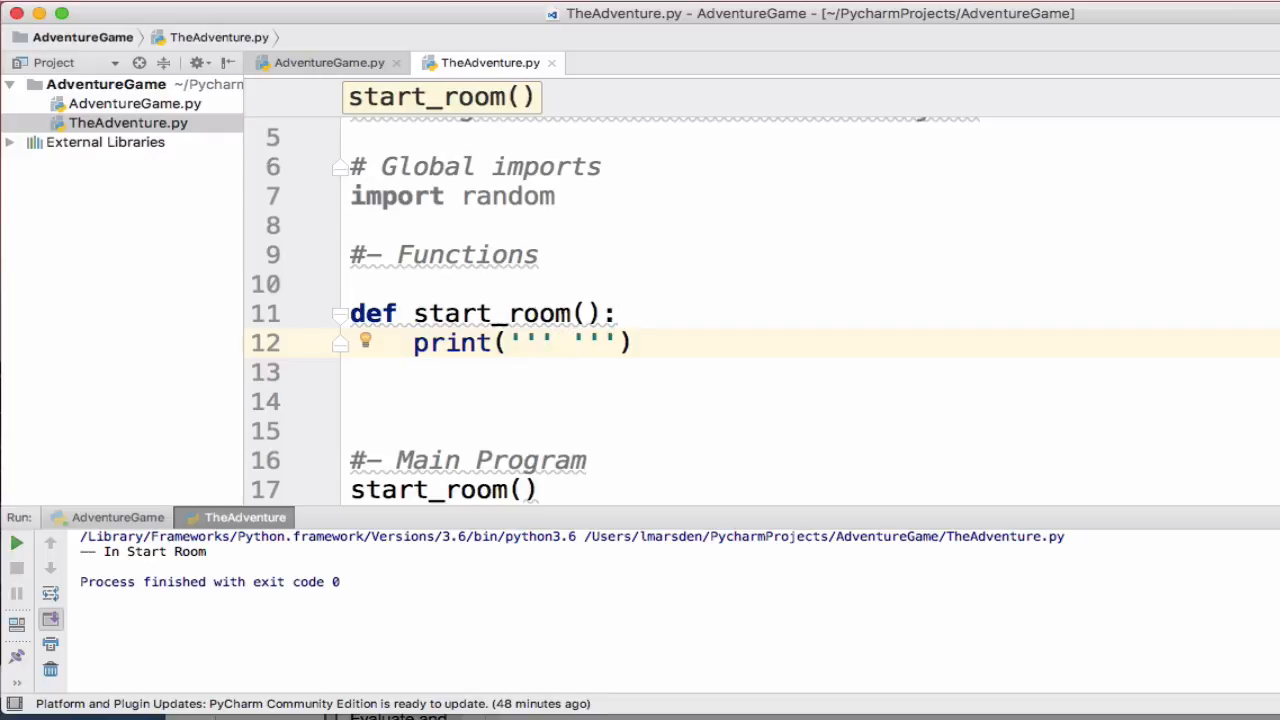 TheAdventure.py - AdventureGame - [~/PycharmProjects/AdventureGame]
AdventureGame TheAdventure.py
Project AdventureGame.py TheAdventure.py
AdventureGame ~/Pycharm
AdventureGame.py
TheAdventure.py
External Libraries
start_room()
5
6 # Global imports
7 import random
8
9 #- Functions
10
11 def start_room():
12 print(''' ''')
13
14
15
16 #- Main Program
17 start_room()
Run: AdventureGame TheAdventure
/Library/Frameworks/Python.framework/Versions/3.6/bin/python3.6 /Users/lmarsden/PycharmProjects/AdventureGame/TheAdventure.py
-- In Start Room
Process finished with exit code 0
Platform and Plugin Updates: PyCharm Community Edition is ready to update. (48 minutes ago)
Evaluate and